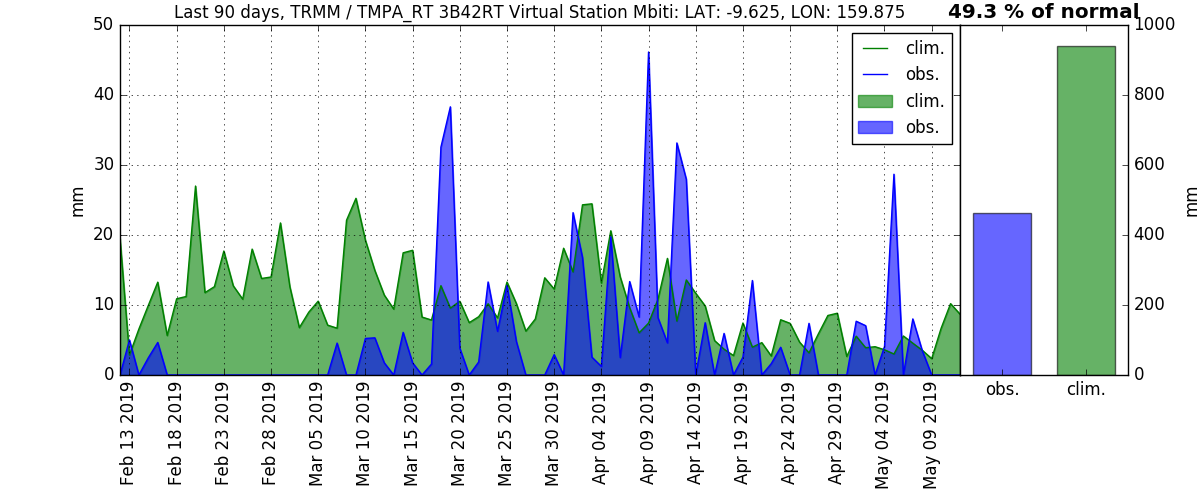 Last 90 days, TRMM / TMPA_RT 3B42RT Virtual Station Mbiti: LAT: -9.625, LON: 159.875
49.3 % of normal
50
40
30
20
10
0
mm
clim.
obs.
clim.
obs.
1000
800
600
400
200
0
mm
Feb 13 2019
Feb 18 2019
Feb 23 2019
Feb 28 2019
Mar 05 2019
Mar 10 2019
Mar 15 2019
Mar 20 2019
Mar 25 2019
Mar 30 2019
Apr 04 2019
Apr 09 2019
Apr 14 2019
Apr 19 2019
Apr 24 2019
Apr 29 2019
May 04 2019
May 09 2019
obs.
clim.